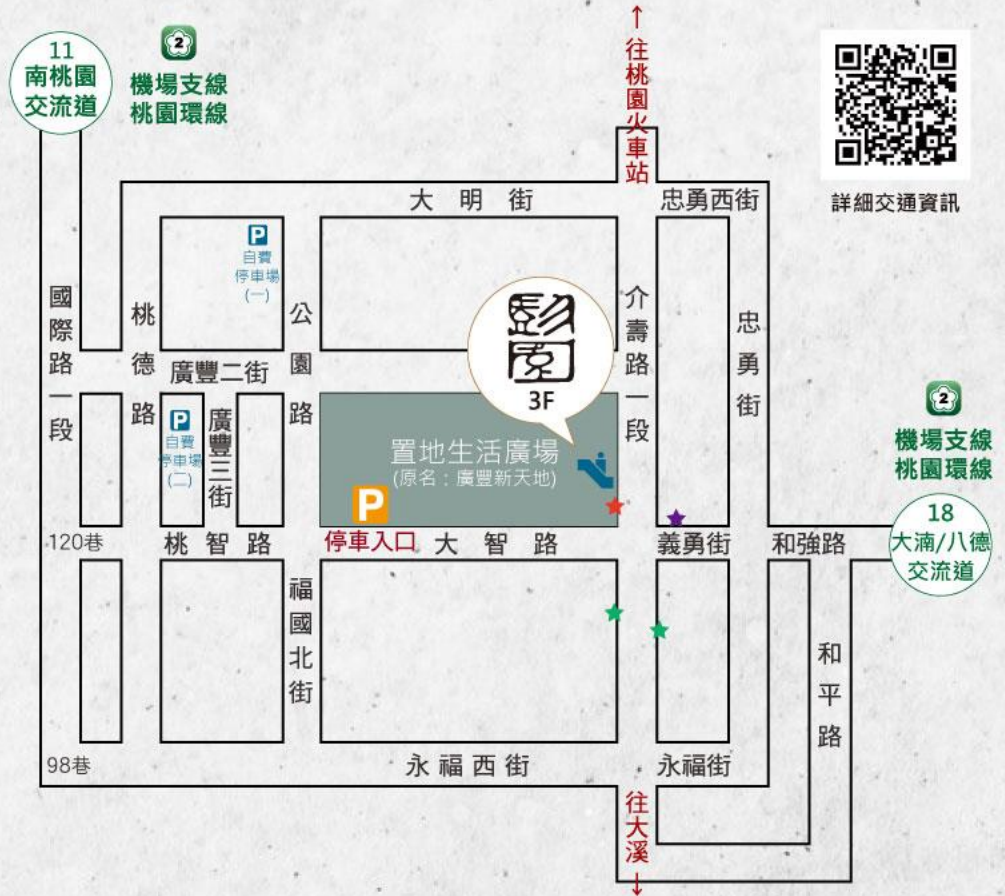 ↑往桃園火車站
11
南桃園
交流道
2
機場支線
桃園環線
詳細交通資訊
大明街
忠勇西街
P
自費
停車場
(一)
國際路一段
桃德路
公園路
介壽路一段
忠勇街
3F
廣豐二街
P
自費
停車場
(二)
廣豐三街
置地生活廣場
(原名：廣豐新天地)
P
2
機場支線
桃園環線
18
大湳/八德
交流道
120巷
桃智路
停車入口
大智路
義勇街
和強路
福國北街
和平路
98巷
永福西街
永福街
往大溪↓